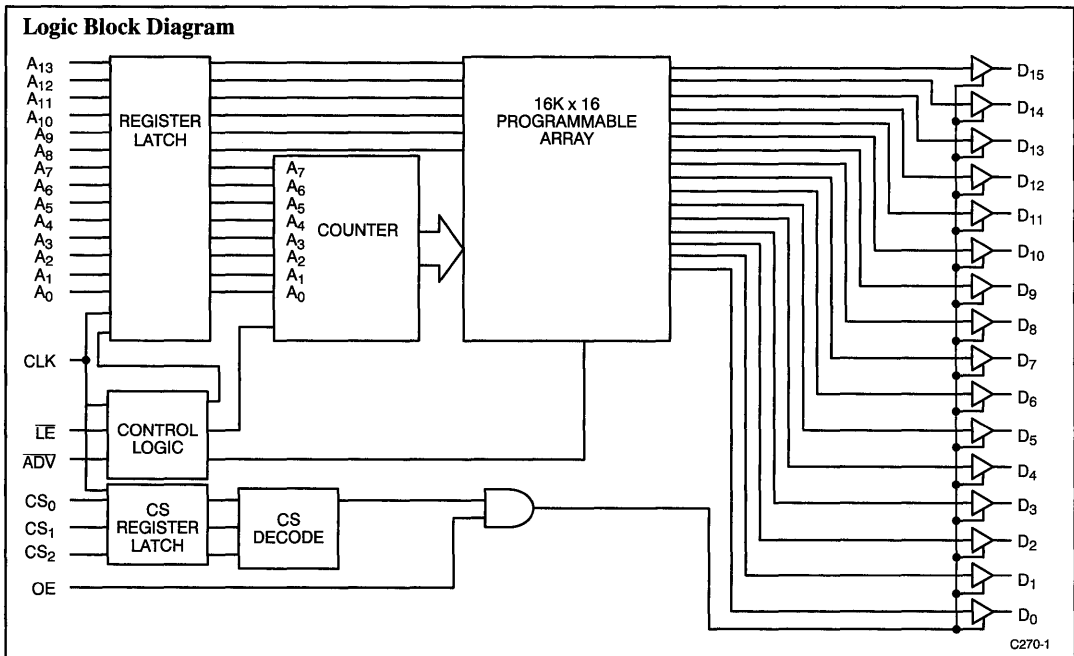 Logic Block Diagram
A13
A12
A11
A10
A9
A8
A7
A6
A5
A4
A3
A2
A1
A0
CLK
LE
ADV
CS0
CS1
CS2
OE
REGISTER
LATCH
A7
A6
A5
A4
A3
A2
A1
A0
COUNTER
16K x 16
PROGRAMMABLE
ARRAY
CONTROL
LOGIC
CS
REGISTER
LATCH
CS
DECODE
D15
D14
D13
D12
D11
D10
D9
D8
D7
D6
D5
D4
D3
D2
D1
D0
C270-1